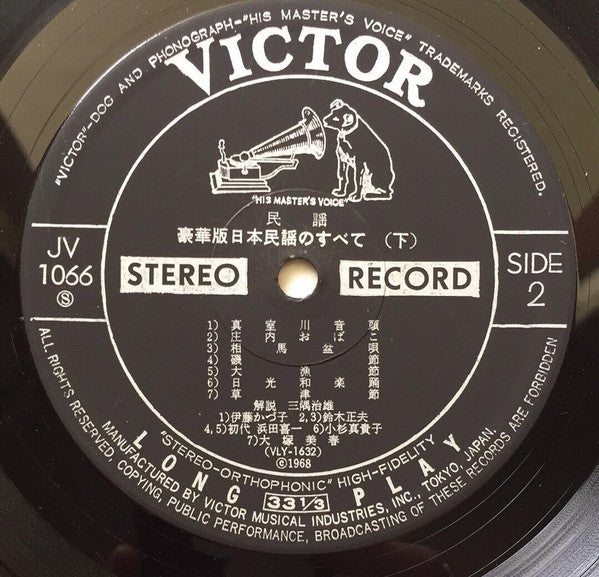 "VICTOR"-DOG AND PHONOGRAPH-"HIS MASTER'S VOICE" TRADEMARKS REGISTERED.
VICTOR
"HIS MASTER'S VOICE"
民謡
豪華版日本民謡のすべて (下)
JV
1066
Ⓢ
STEREO
RECORD
SIDE
2
1) 真室川音頭
2) 庄内おばこ
3) 相馬盆唄
4) 磯節
5) 大漁節
6) 日光和楽踊
7) 草津節
解説 三隅治雄
1)伊藤かづ子 2,3)鈴木正夫
4,5)初代 浜田喜一 6)小杉真貴子
7)大塚美春
(VLY-1632)
Ⓟ1968
"STEREO-ORTHOPHONIC" HIGH-FIDELITY
LONG 33 1/3 PLAY
MANUFACTURED BY VICTOR MUSICAL INDUSTRIES, INC., TOKYO, JAPAN.
ALL RIGHTS RESERVED, COPYING, PUBLIC PERFORMANCE, BROADCASTING OF THESE RECORDS ARE FORBIDDEN